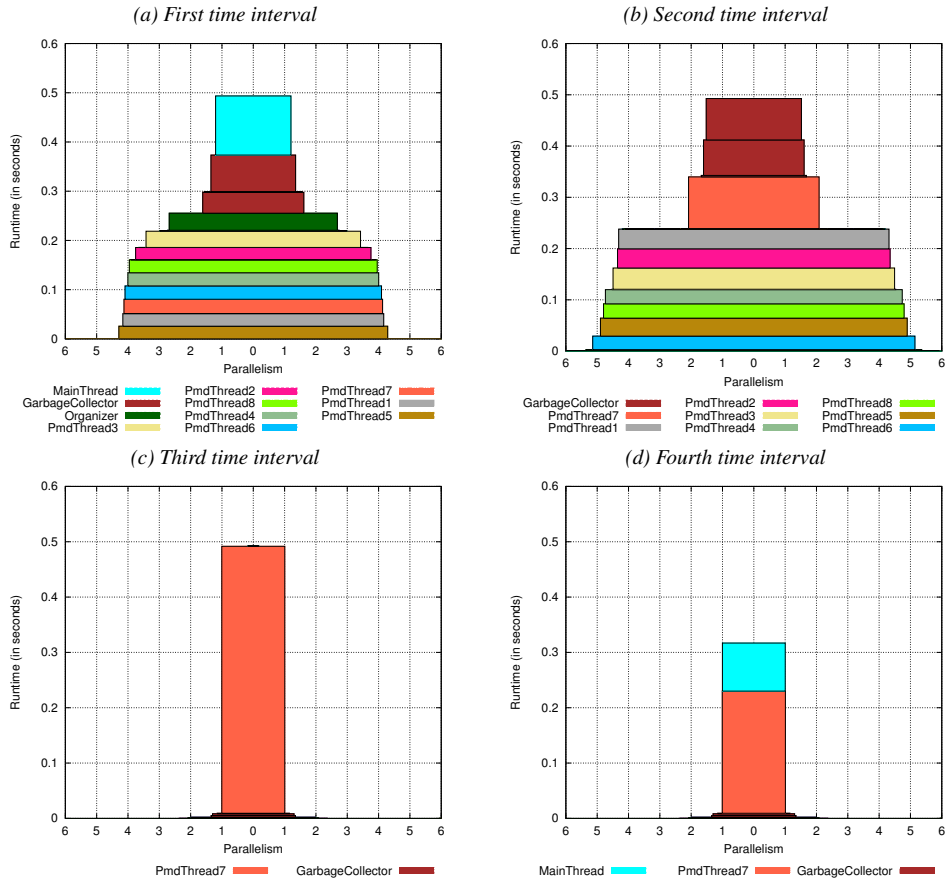 (a) First time interval
0.6
0.5
0.4
0.3
0.2
0.1
0
Runtime (in seconds)
6 5 4 3 2 1 0 1 2 3 4 5 6
Parallelism
MainThread PmdThread2 PmdThread7
GarbageCollector PmdThread8 PmdThread1
Organizer PmdThread4 PmdThread5
PmdThread3 PmdThread6
(b) Second time interval
0.6
0.5
0.4
0.3
0.2
0.1
0
Runtime (in seconds)
6 5 4 3 2 1 0 1 2 3 4 5 6
Parallelism
GarbageCollector PmdThread2 PmdThread8
PmdThread7 PmdThread3 PmdThread5
PmdThread1 PmdThread4 PmdThread6
(c) Third time interval
0.6
0.5
0.4
0.3
0.2
0.1
0
Runtime (in seconds)
6 5 4 3 2 1 0 1 2 3 4 5 6
Parallelism
PmdThread7 GarbageCollector
(d) Fourth time interval
0.6
0.5
0.4
0.3
0.2
0.1
0
Runtime (in seconds)
6 5 4 3 2 1 0 1 2 3 4 5 6
Parallelism
MainThread PmdThread7 GarbageCollector